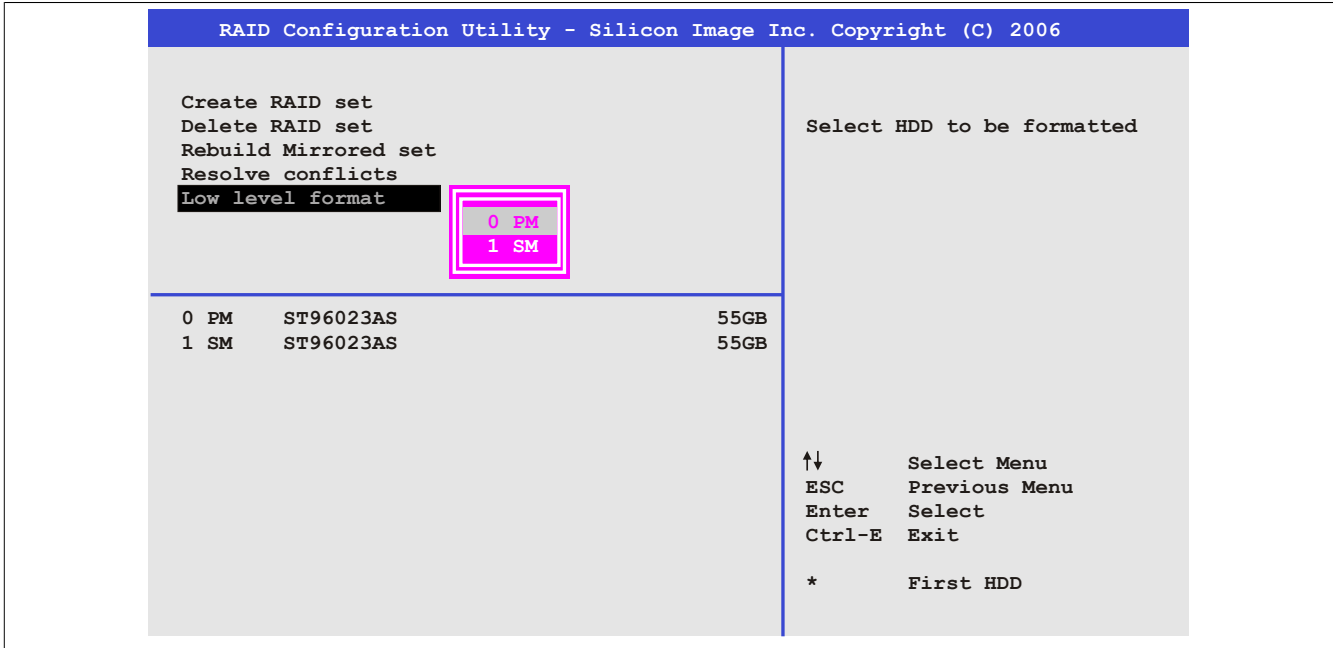 RAID Configuration Utility - Silicon Image Inc. Copyright (C) 2006
Create RAID set
Delete RAID set
Rebuild Mirrored set
Resolve conflicts
Low level format
0 PM
1 SM
Select HDD to be formatted
0 PM ST96023AS 55GB
1 SM ST96023AS 55GB
↑↓ Select Menu
ESC Previous Menu
Enter Select
Ctrl-E Exit
* First HDD